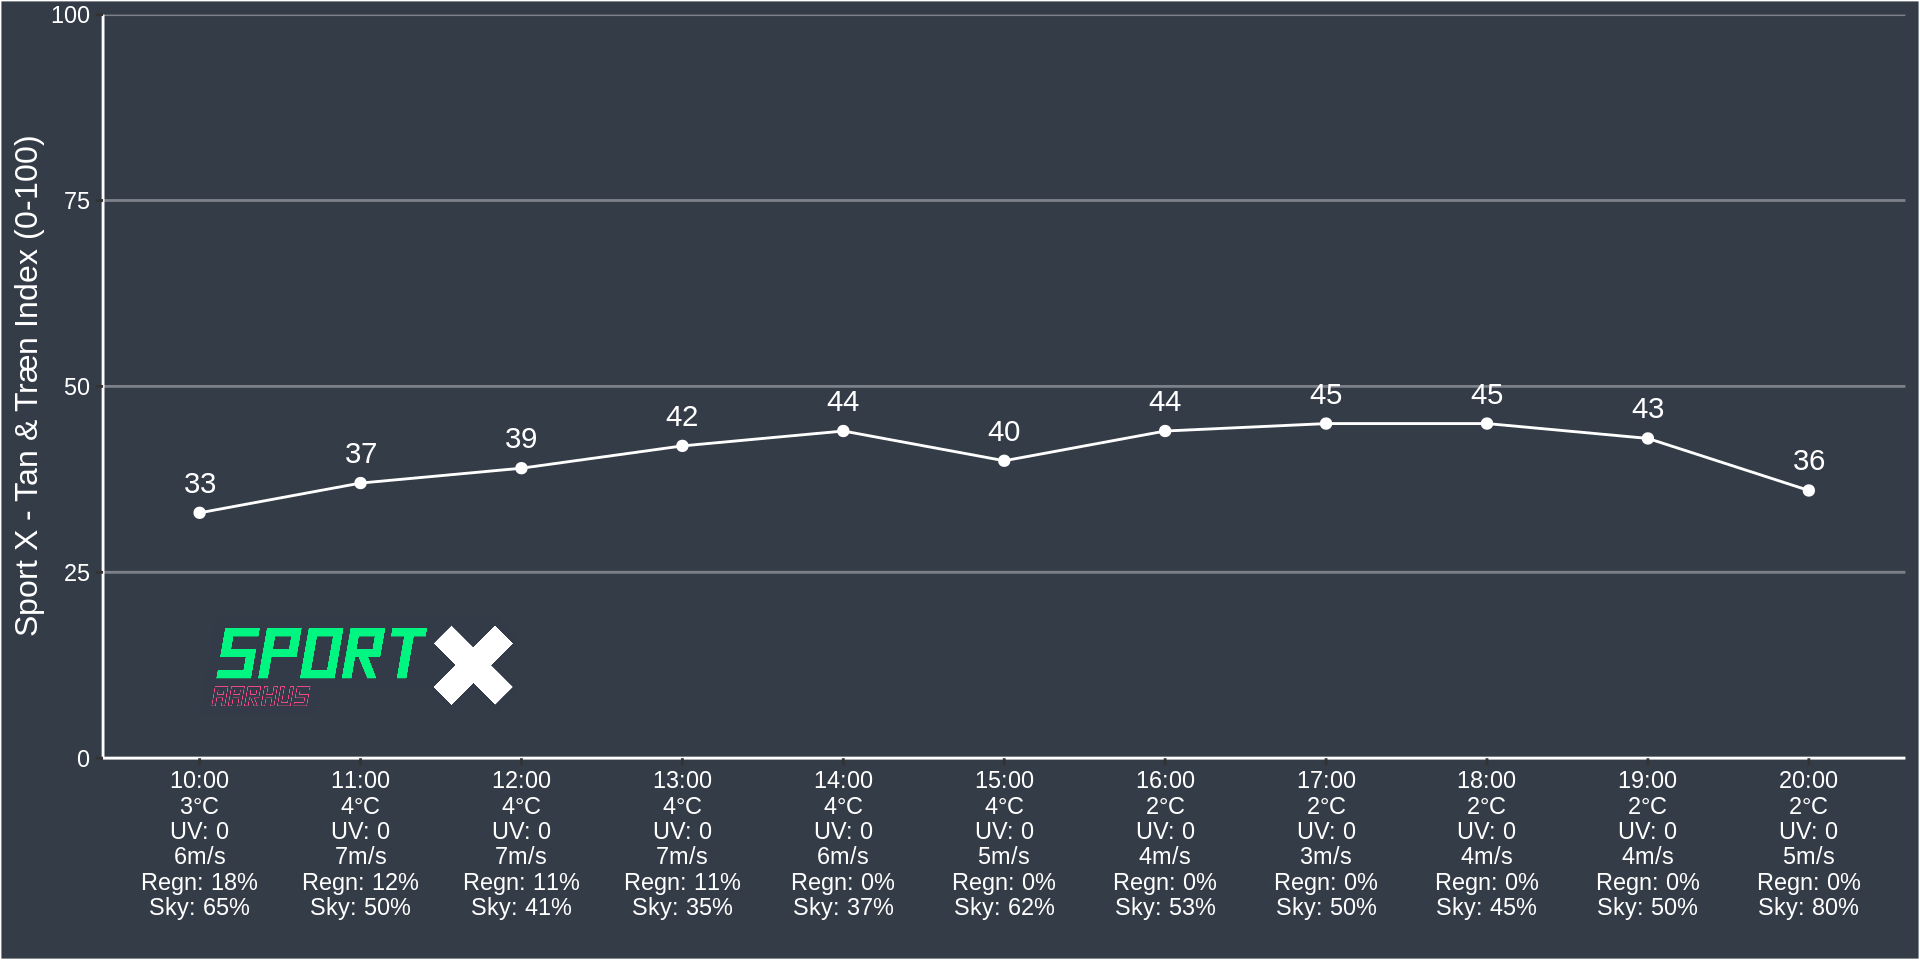 Sport X - Tan & Træn Index (0-100)
100
75
50
25
0
33
37
39
42
44
40
44
45
45
43
36
SPORT X
AARHUS
10:00 11:00 12:00 13:00 14:00 15:00 16:00 17:00 18:00 19:00 20:00
3°C 4°C 4°C 4°C 4°C 4°C 2°C 2°C 2°C 2°C 2°C
UV: 0 UV: 0 UV: 0 UV: 0 UV: 0 UV: 0 UV: 0 UV: 0 UV: 0 UV: 0 UV: 0
6m/s 7m/s 7m/s 7m/s 6m/s 5m/s 4m/s 3m/s 4m/s 4m/s 5m/s
Regn: 18% Regn: 12% Regn: 11% Regn: 11% Regn: 0% Regn: 0% Regn: 0% Regn: 0% Regn: 0% Regn: 0% Regn: 0%
Sky: 65% Sky: 50% Sky: 41% Sky: 35% Sky: 37% Sky: 62% Sky: 53% Sky: 50% Sky: 45% Sky: 50% Sky: 80%